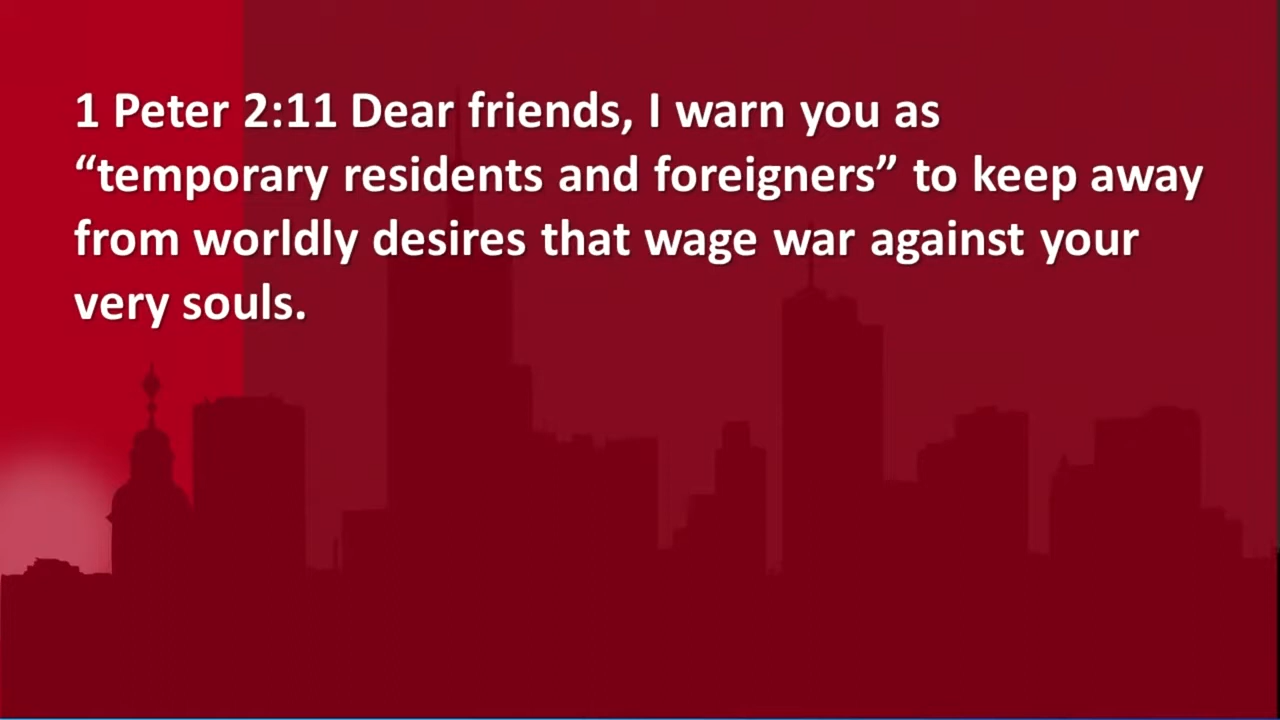 1 Peter 2:11 Dear friends, I warn you as
“temporary residents and foreigners” to keep away
from worldly desires that wage war against your
very souls.